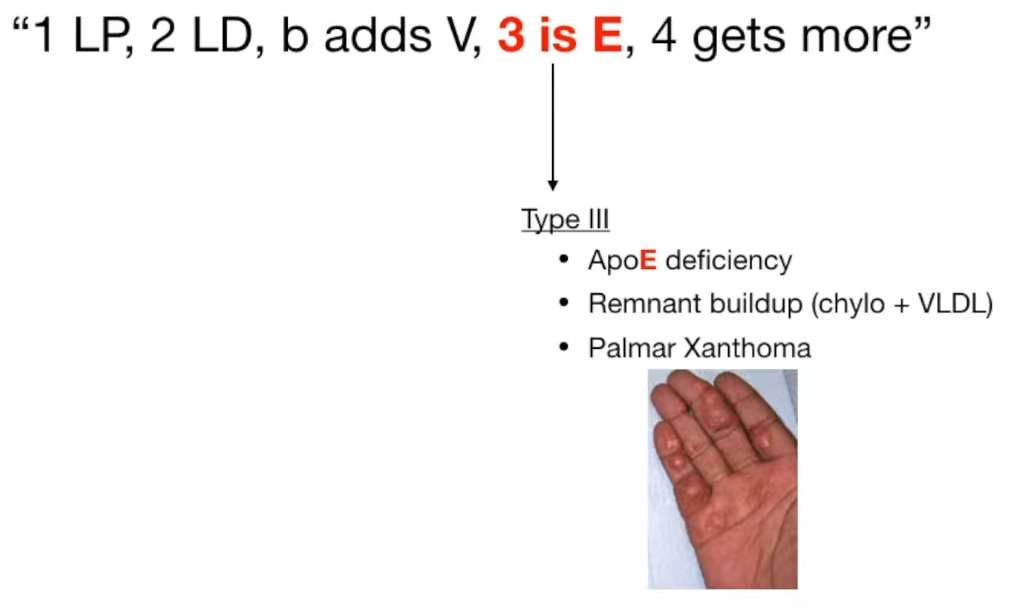 “1 LP, 2 LD, b adds V, 3 is E, 4 gets more”
Type III
• ApoE deficiency
• Remnant buildup (chylo + VLDL)
• Palmar Xanthoma